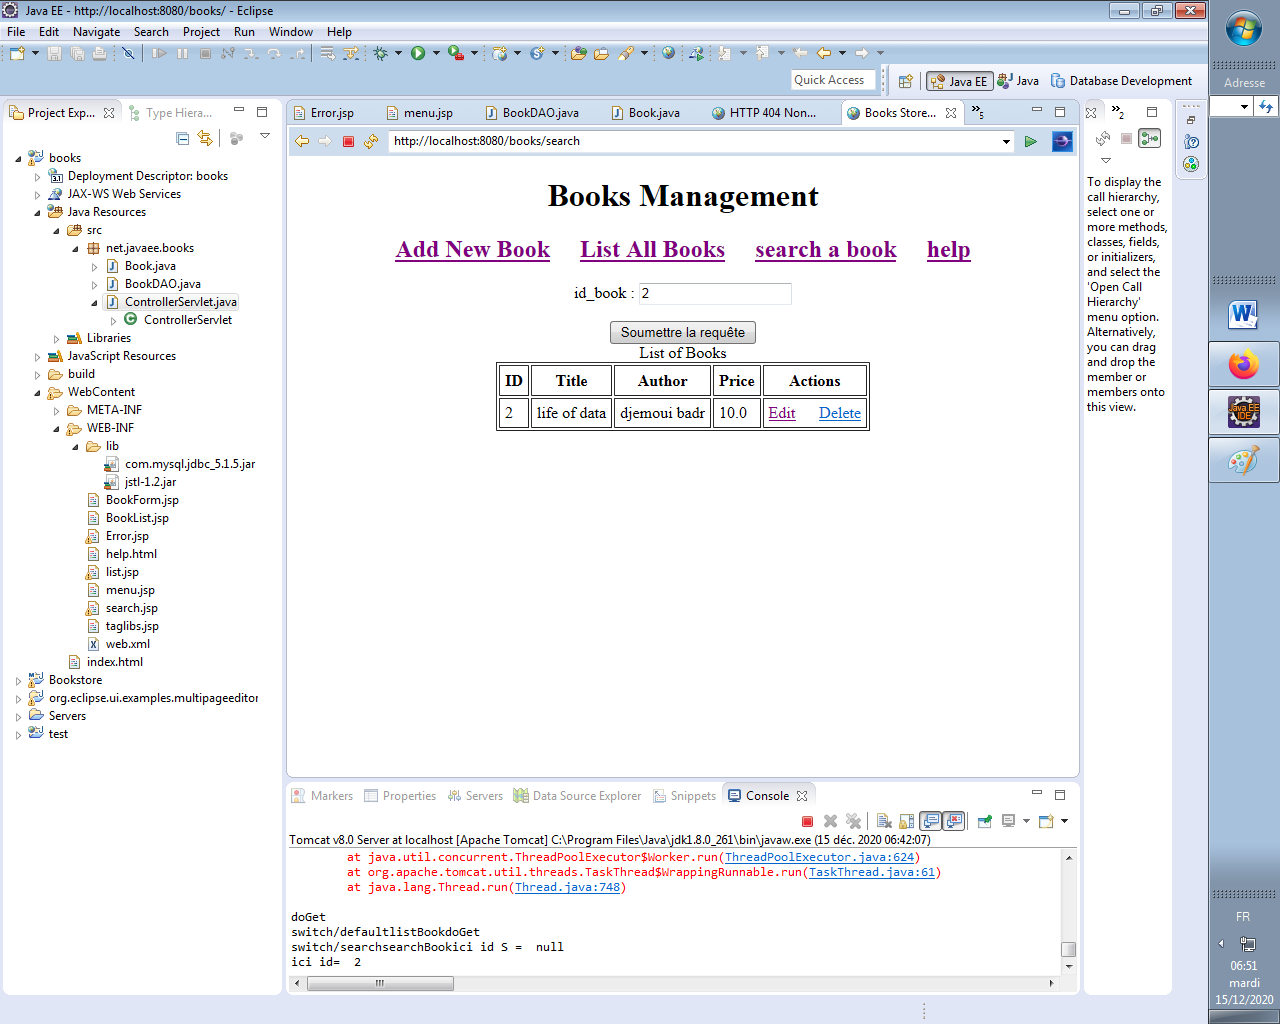 Java EE - http://localhost:8080/books/ - Eclipse
File Edit Navigate Search Project Run Window Help
Quick Access
Java EE
Java
Database Development
Adresse
Project Exp...
Type Hiera...
books
Deployment Descriptor: books
JAX-WS Web Services
Java Resources
src
net.javaee.books
Book.java
BookDAO.java
ControllerServlet.java
ControllerServlet
Libraries
JavaScript Resources
build
WebContent
META-INF
WEB-INF
lib
com.mysql.jdbc_5.1.5.jar
jstl-1.2.jar
BookForm.jsp
BookList.jsp
Error.jsp
help.html
list.jsp
menu.jsp
search.jsp
taglibs.jsp
web.xml
index.html
Bookstore
org.eclipse.ui.examples.multipageeditor
Servers
test
Error.jsp
menu.jsp
BookDAO.java
Book.java
HTTP 404 Non...
Books Store...
»5
http://localhost:8080/books/search
Books Management
Add New Book List All Books search a book help
id_book : 2
Soumettre la requête
List of Books
ID Title Author Price Actions
2 life of data djemoui badr 10.0 Edit Delete
»2
To display the
call hierarchy,
select one or
more methods,
classes, fields,
or initializers,
and select the
'Open Call
Hierarchy'
menu option.
Alternatively,
you can drag
and drop the
member or
members onto
this view.
Markers
Properties
Servers
Data Source Explorer
Snippets
Console
Tomcat v8.0 Server at localhost [Apache Tomcat] C:\Program Files\Java\jdk1.8.0_261\bin\javaw.exe (15 déc. 2020 06:42:07)
at java.util.concurrent.ThreadPoolExecutor$Worker.run(ThreadPoolExecutor.java:624)
at org.apache.tomcat.util.threads.TaskThread$WrappingRunnable.run(TaskThread.java:61)
at java.lang.Thread.run(Thread.java:748)
doGet
switch/defaultlistBookdoGet
switch/searchsearchBookici id S =  null
ici id=  2
Java EE
IDE
FR
06:51
mardi
15/12/2020